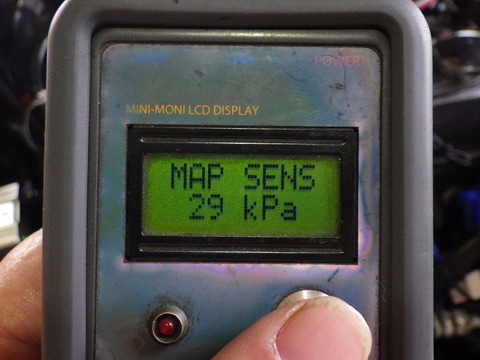 POWER
MINI-MONI LCD DISPLAY
MAP SENS
29 kPa